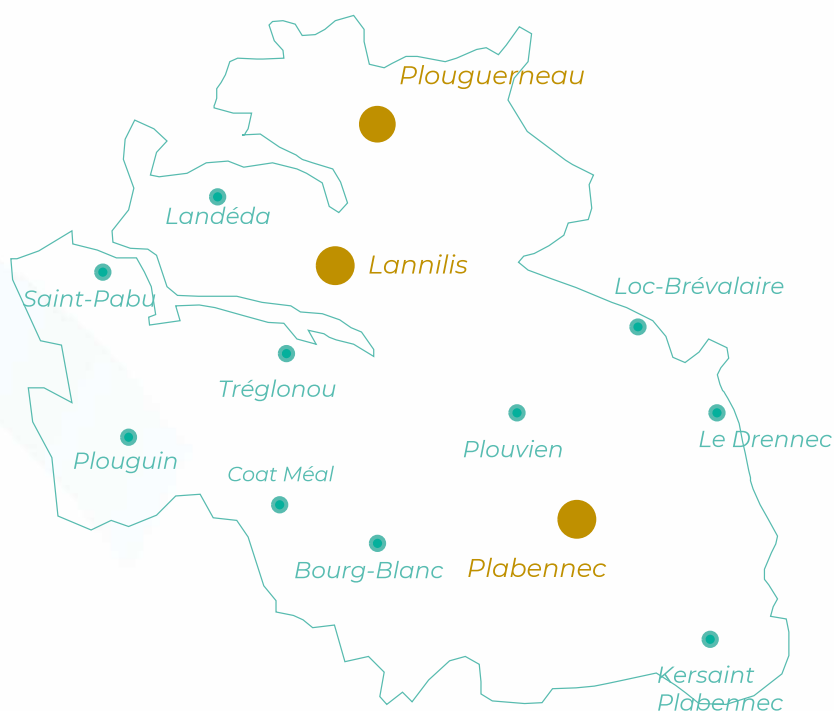 Plouguerneau
Landéda
Lannilis
Saint-Pabu
Loc-Brévalaire
Tréglonou
Plouvien
Le Drennec
Plouguin
Coat Méal
Bourg-Blanc
Plabennec
Kersaint
Plabennec